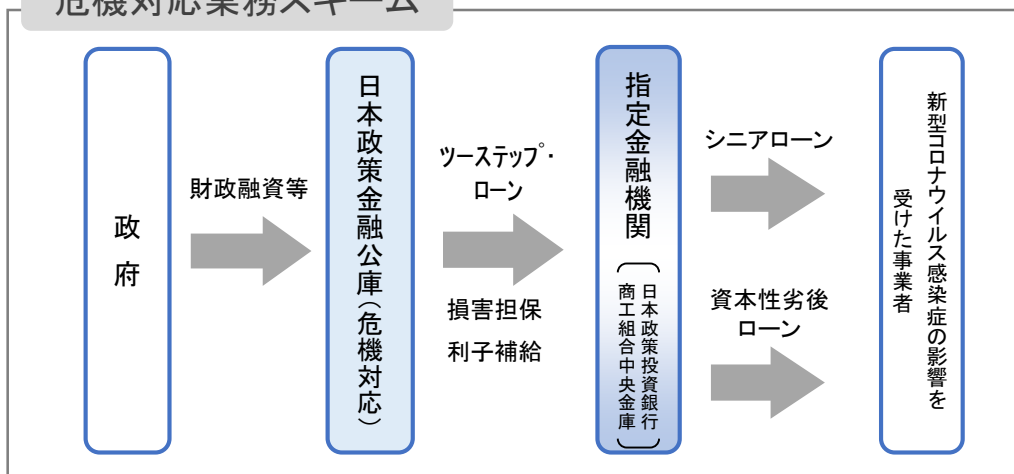 危機対応業務スキーム
政府
財政融資等
日本政策金融公庫（危機対応）
ツーステップ・
ローン
損害担保
利子補給
指定金融機関
日本政策投資銀行
商工組合中央金庫
シニアローン
資本性劣後
ローン
新型コロナウイルス感染症の影響を
受けた事業者